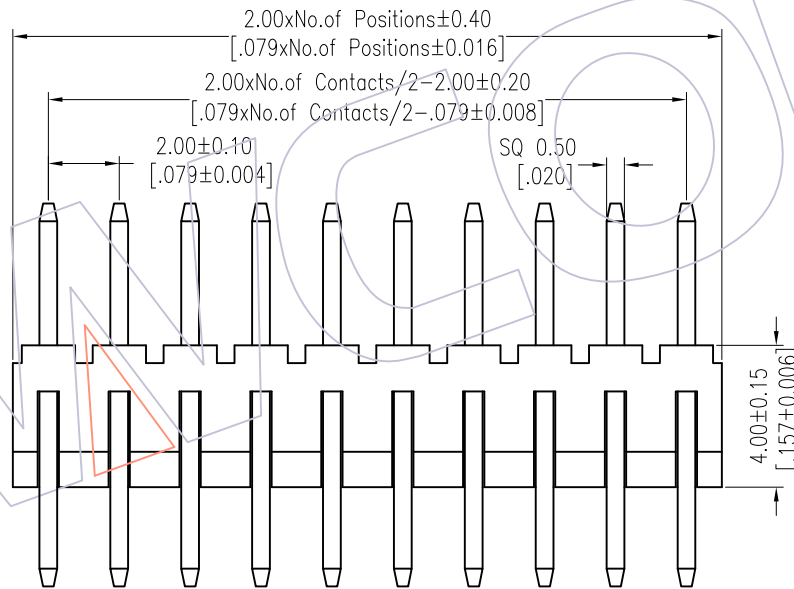 2.00xNo.of Positions±0.40
[.079xNo.of Positions±0.016]
2.00xNo.of Contacts/2-2.00±0.20
[.079xNo.of Contacts/2-.079±0.008]
2.00±0.10
[.079±0.004]
SQ 0.50
[.020]
4.00±0.15
[.157±0.006]
WCO